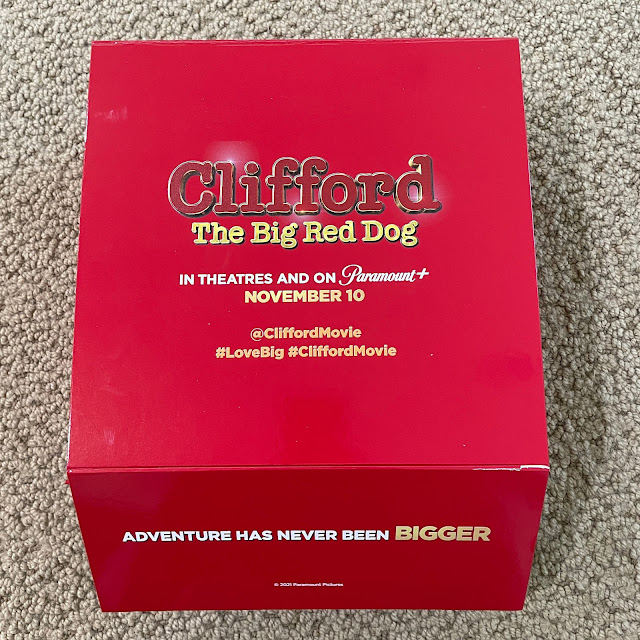 Clifford
The Big Red Dog
IN THEATRES AND ON Paramount+
NOVEMBER 10
@CliffordMovie
#LoveBig #CliffordMovie
ADVENTURE HAS NEVER BEEN BIGGER
© 2021 Paramount Pictures